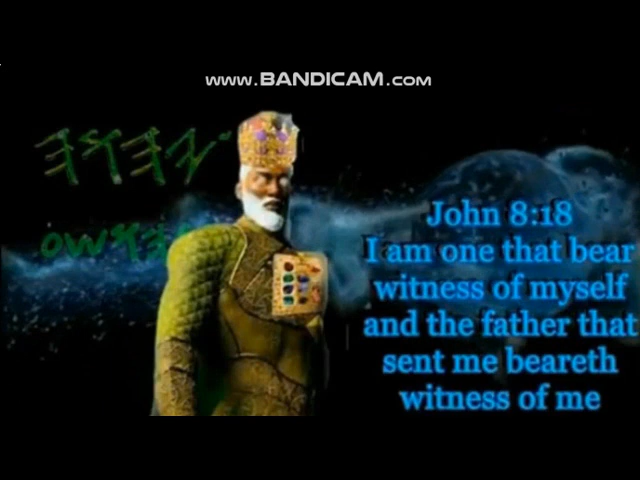 www.BANDICAM.com
𐤉𐤄𐤅𐤄
John 8:18
I am one that bear
witness of myself
and the father that
sent me beareth
witness of me